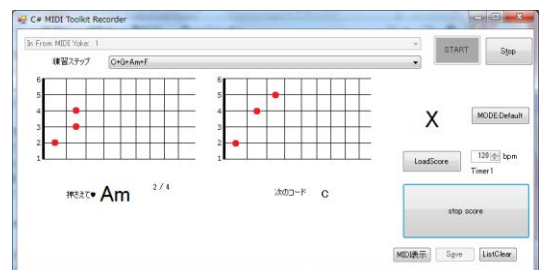 C# MIDI Toolkit Recorder
In From MIDI Yoke: 1
START
Stop
練習ステップ
C+G+Am+F
6
5
4
3
2
1
6
5
4
3
2
1
X
MODE:Default
LoadScore
120 bpm
Timer1
押さえて♥ Am 2/4
次のコード C
stop score
MIDI表示
Save
ListClear